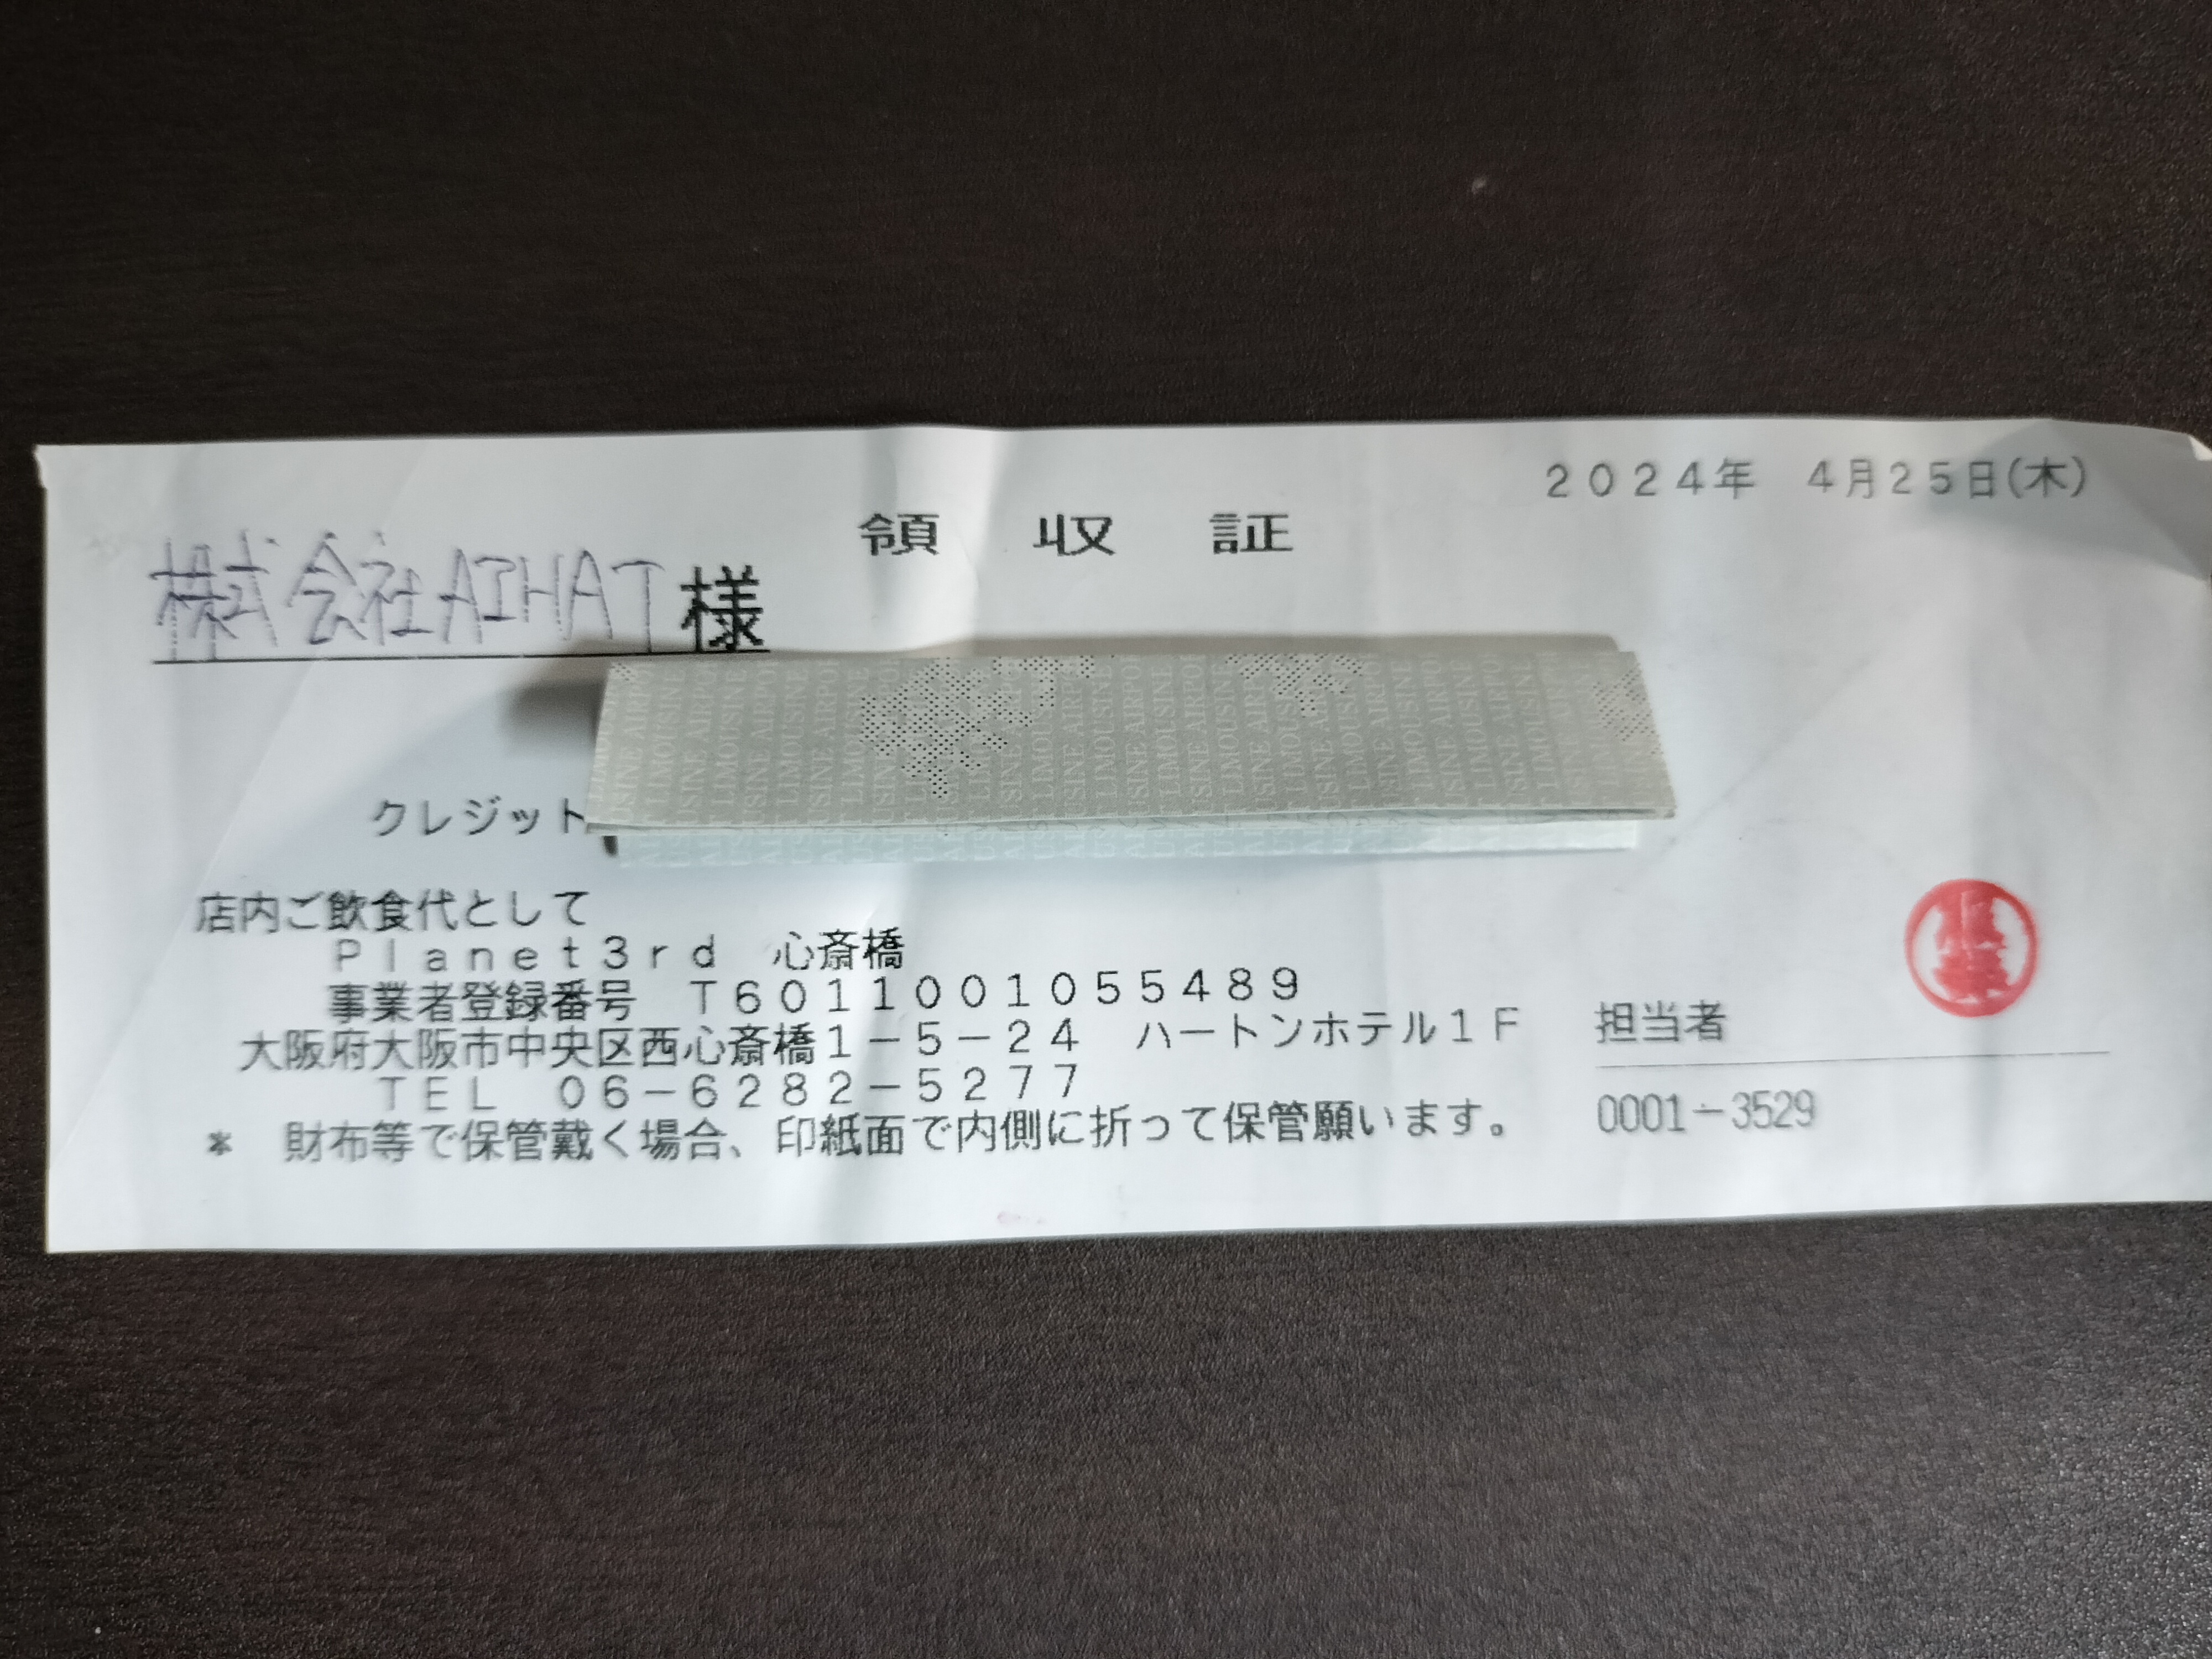 2024年 4月25日(木)
領 収 証
株式会社AIHAT様
クレジット
店内ご飲食代として
Planet3rd 心斎橋
事業者登録番号 T6011001055489
大阪府大阪市中央区西心斎橋1-5-24 ハートンホテル1F
TEL 06-6282-5277
* 財布等で保管戴く場合、印紙面で内側に折って保管願います。
担当者
0001-3529
LIMOUSINE AIRPORT